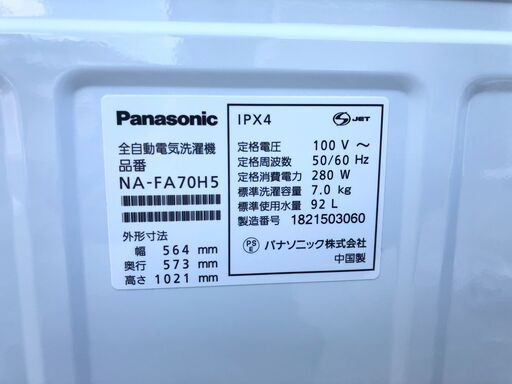 Panasonic
全自動電気洗濯機
品番
NA-FA70H5
外形寸法
幅 564 mm
奥行 573 mm
高さ 1021 mm
IPX4
S JET
定格電圧 100 V ~
定格周波数 50/60 Hz
定格消費電力 280 W
標準洗濯容量 7.0 kg
標準使用水量 92 L
製造番号 1821503060
PS E パナソニック株式会社
中国製